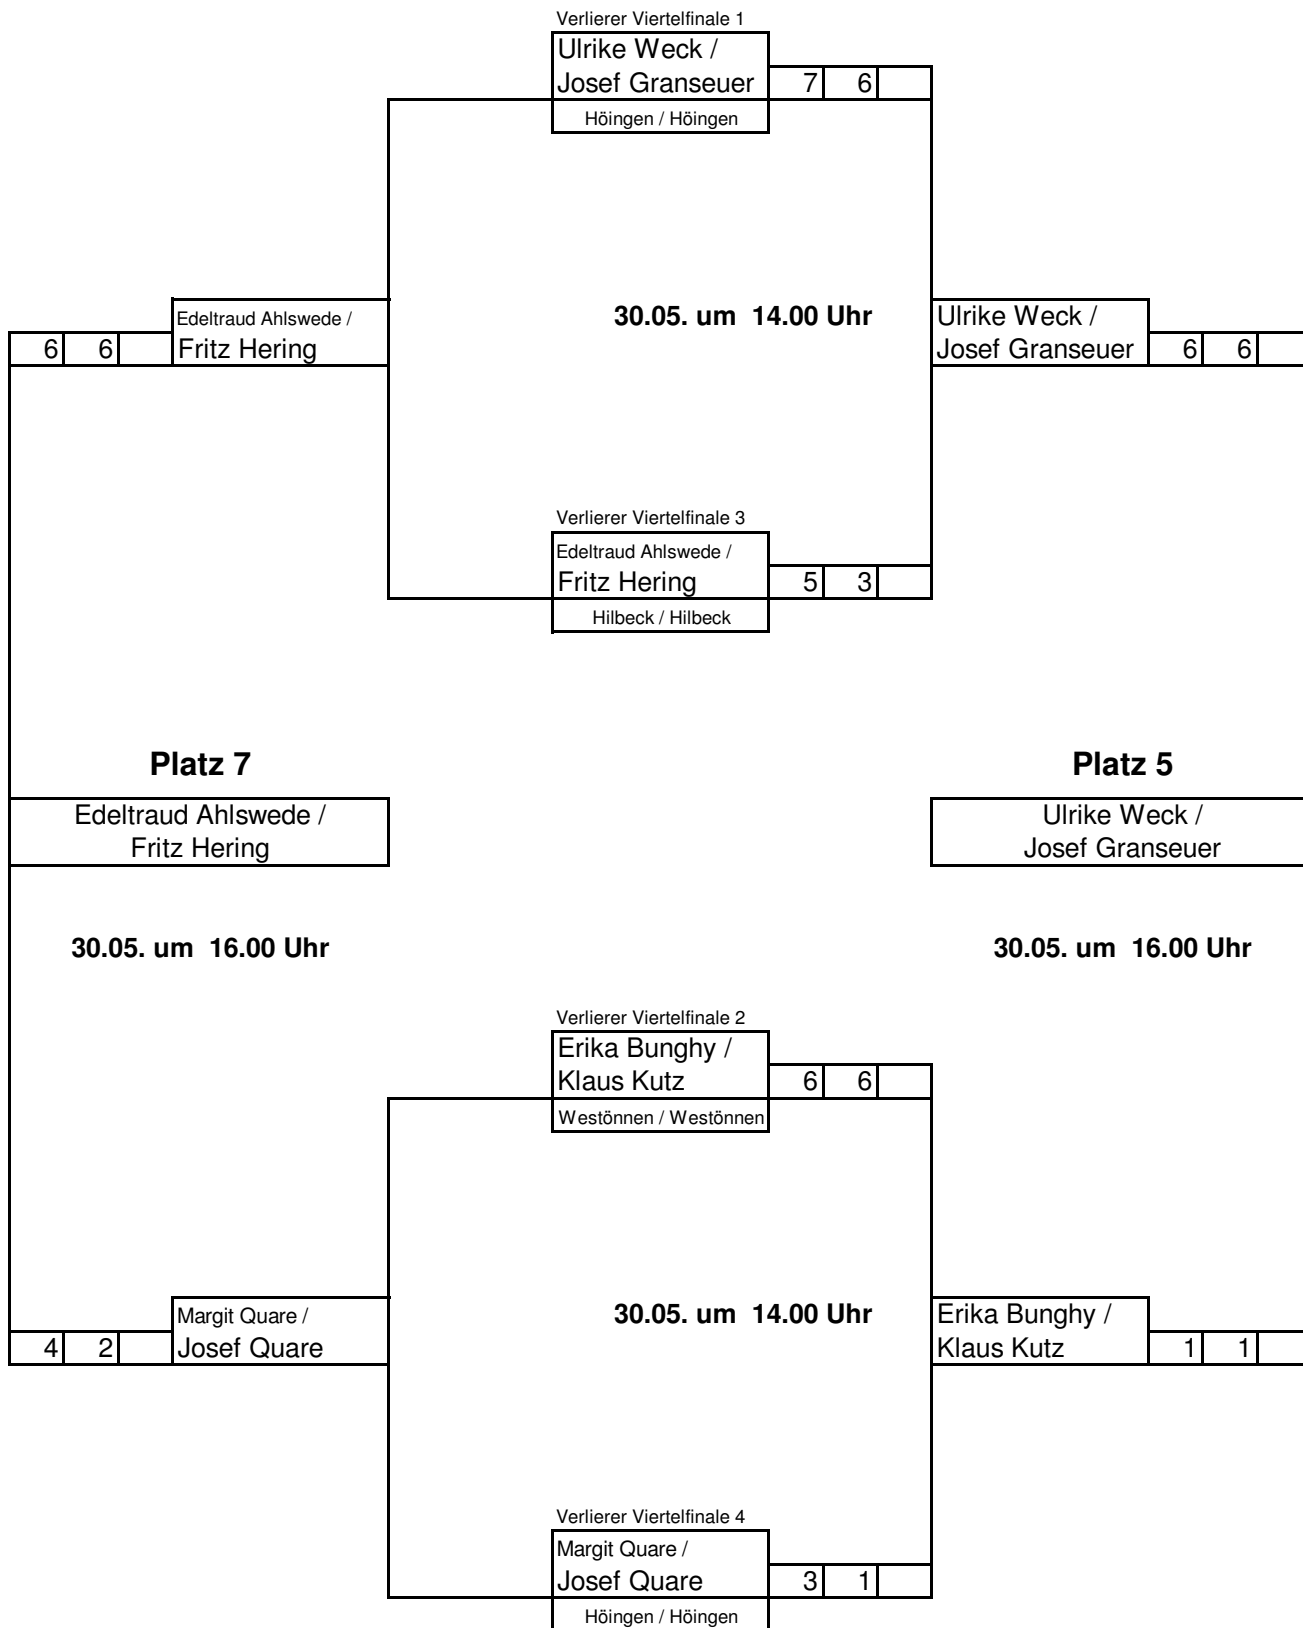 Verlierer Viertelfinale 1
Ulrike Weck /
Josef Granseuer 7 6
Höingen / Höingen
Edeltraud Ahlswede /
6 6 Fritz Hering
30.05. um 14.00 Uhr
Ulrike Weck /
Josef Granseuer 6 6
Verlierer Viertelfinale 3
Edeltraud Ahlswede /
Fritz Hering 5 3
Hilbeck / Hilbeck
Platz 7
Edeltraud Ahlswede /
Fritz Hering
30.05. um 16.00 Uhr
Platz 5
Ulrike Weck /
Josef Granseuer
30.05. um 16.00 Uhr
Verlierer Viertelfinale 2
Erika Bunghy /
Klaus Kutz 6 6
Westönnen / Westönnen
Margit Quare /
4 2 Josef Quare
30.05. um 14.00 Uhr
Erika Bunghy /
Klaus Kutz 1 1
Verlierer Viertelfinale 4
Margit Quare /
Josef Quare 3 1
Höingen / Höingen